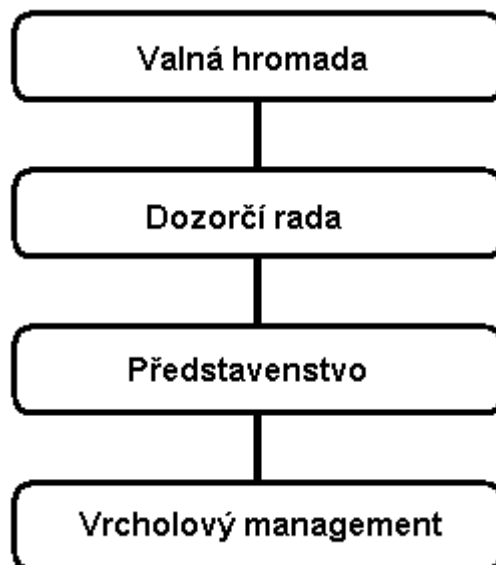 Valná hromada
Dozorčí rada
Představenstvo
Vrcholový management